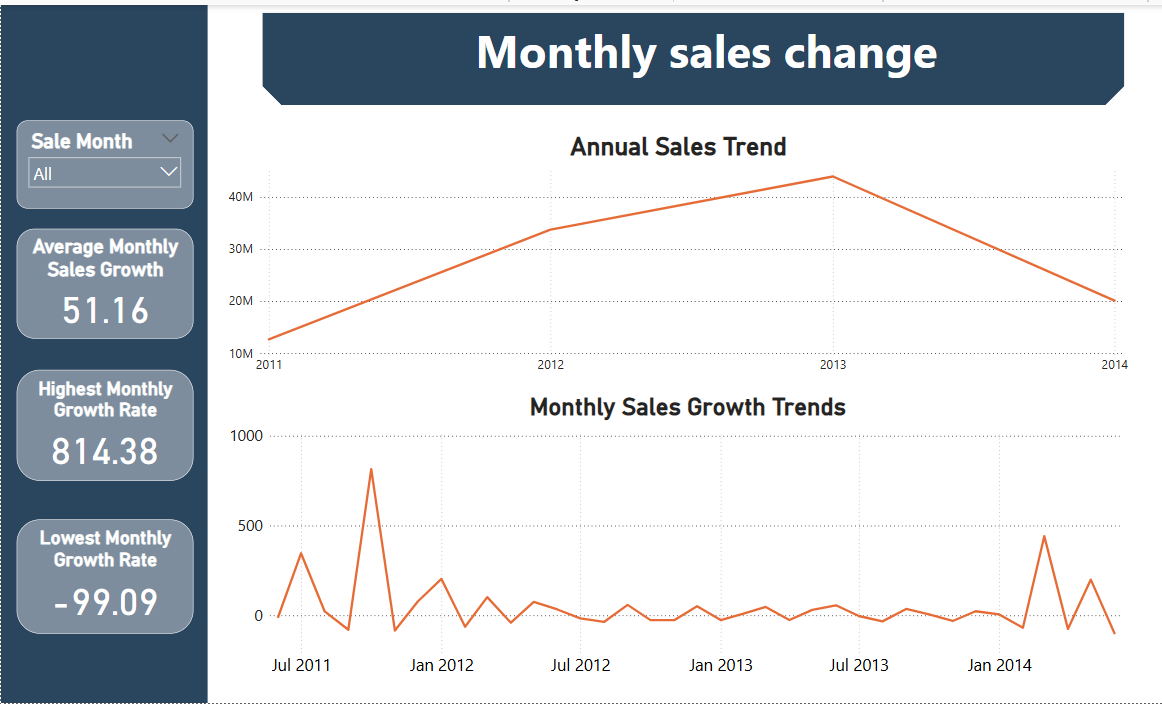 Monthly sales change
Sale Month
All
Average Monthly
Sales Growth
51.16
Highest Monthly
Growth Rate
814.38
Lowest Monthly
Growth Rate
-99.09
Annual Sales Trend
40M
30M
20M
10M
2011 2012 2013 2014
Monthly Sales Growth Trends
1000
500
0
Jul 2011 Jan 2012 Jul 2012 Jan 2013 Jul 2013 Jan 2014